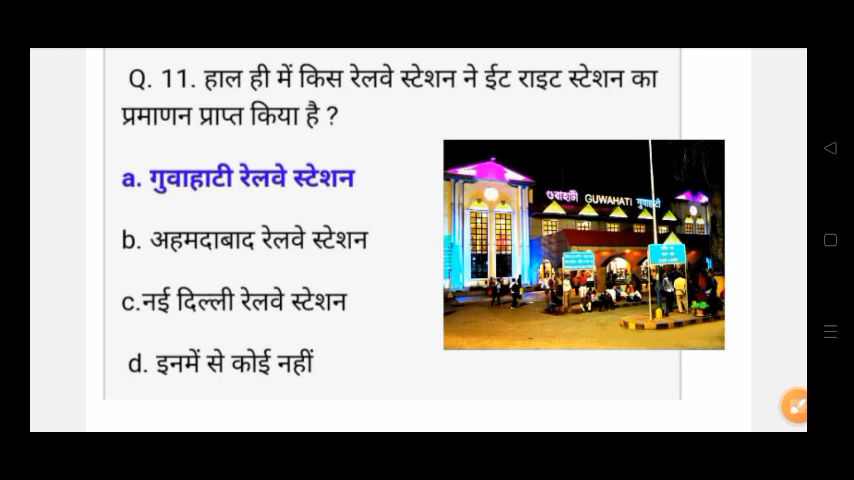 Q. 11. हाल ही में किस रेलवे स्टेशन ने ईट राइट स्टेशन का
प्रमाणन प्राप्त किया है ?
a. गुवाहाटी रेलवे स्टेशन
b. अहमदाबाद रेलवे स्टेशन
c.नई दिल्ली रेलवे स्टेशन
d. इनमें से कोई नहीं
গুৱাহাটী GUWAHATI गुवाहाटी